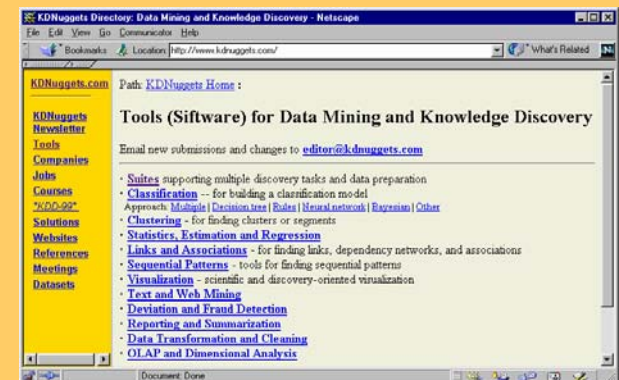 KDNuggets Directory: Data Mining and Knowledge Discovery - Netscape
File Edit View Go Communicator Help
Bookmarks Location: http://www.kdnuggets.com/ What's Related
KDNuggets.com
KDNuggets
Newsletter
Tools
Companies
Jobs
Courses
*KDD-99*
Solutions
Websites
References
Meetings
Datasets
Path: KDNuggets Home :
Tools (Siftware) for Data Mining and Knowledge Discovery
Email new submissions and changes to editor@kdnuggets.com
· Suites supporting multiple discovery tasks and data preparation
· Classification -- for building a classification model
Approach: Multiple | Decision tree | Rules | Neural network | Bayesian | Other
· Clustering - for finding clusters or segments
· Statistics, Estimation and Regression
· Links and Associations - for finding links, dependency networks, and associations
· Sequential Patterns - tools for finding sequential patterns
· Visualization - scientific and discovery-oriented visualization
· Text and Web Mining
· Deviation and Fraud Detection
· Reporting and Summarization
· Data Transformation and Cleaning
· OLAP and Dimensional Analysis
Document: Done